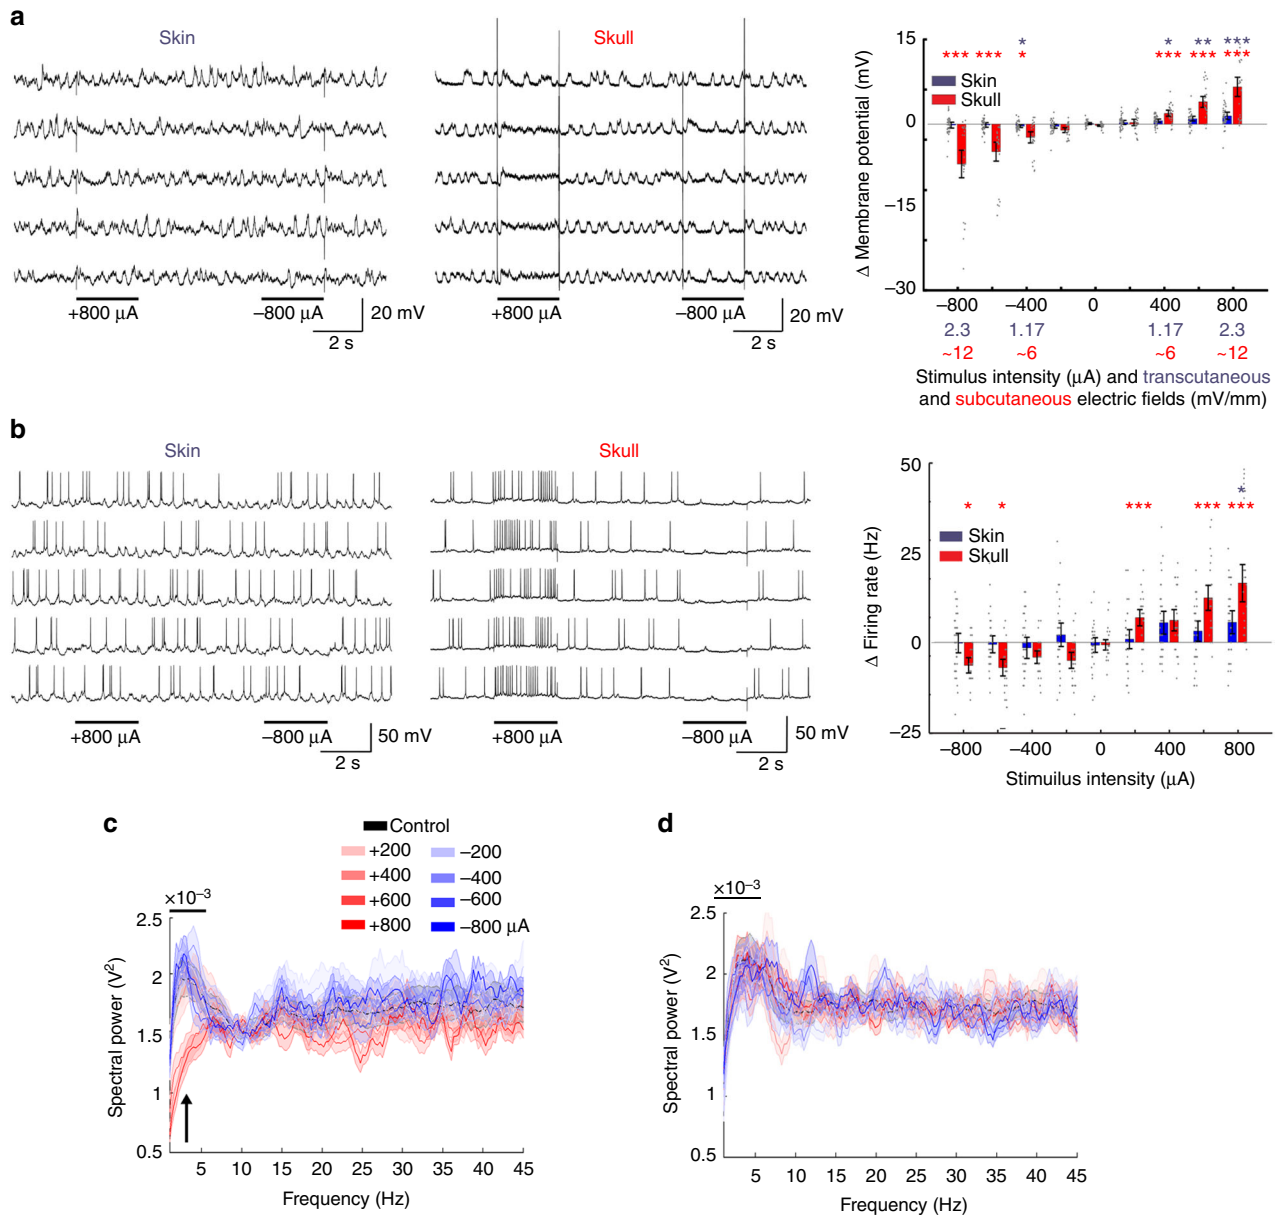 a
Skin
Skull
+800 µA
−800 µA
20 mV
2 s
+800 µA
−800 µA
20 mV
2 s
Δ Membrane potential (mV)
15
0
−15
−30
* ** ***
*** *** * *** *** ***
Skin
Skull
−800 −400 0 400 800
2.3 1.17 1.17 2.3
~12 ~6 ~6 ~12
Stimulus intensity (µA) and transcutaneous
and subcutaneous electric fields (mV/mm)
b
Skin
Skull
+800 µA
−800 µA
50 mV
2 s
+800 µA
−800 µA
50 mV
2 s
Δ Firing rate (Hz)
50
25
0
−25
*
* * *** *** ***
Skin
Skull
−800 −400 0 400 800
Stimuilus intensity (µA)
c
Control
+200 −200
+400 −400
+600 −600
+800 −800 µA
×10−3
Spectral power (V2)
2.5
2
1.5
1
0.5
5 10 15 20 25 30 35 40 45
Frequency (Hz)
d
×10−3
Spectral power (V2)
2.5
2
1.5
1
0.5
5 10 15 20 25 30 35 40 45
Frequency (Hz)